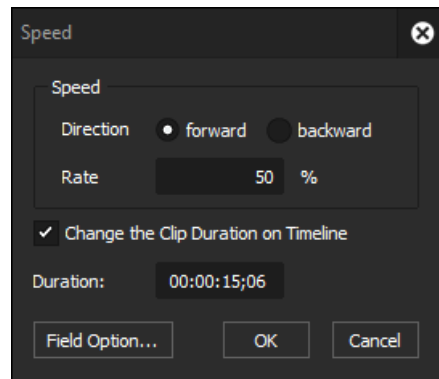 Speed
Speed
Direction forward backward
Rate 50 %
Change the Clip Duration on Timeline
Duration: 00:00:15;06
Field Option... OK Cancel